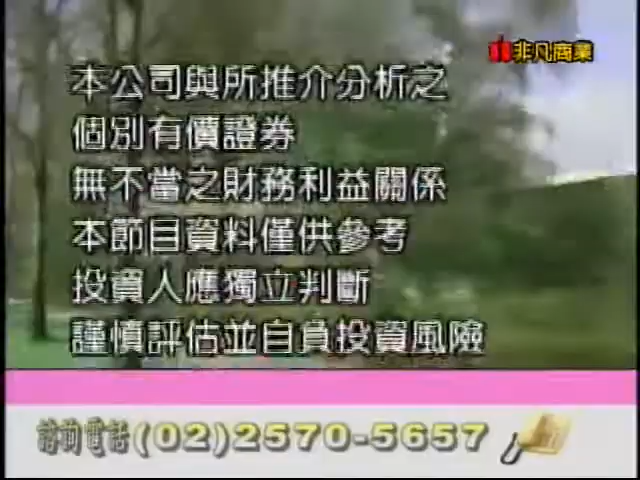 非凡商業
本公司與所推介分析之
個別有價證券
無不當之財務利益關係
本節目資料僅供參考
投資人應獨立判斷
謹慎評估並自負投資風險
諮詢電話(02)2570-5657